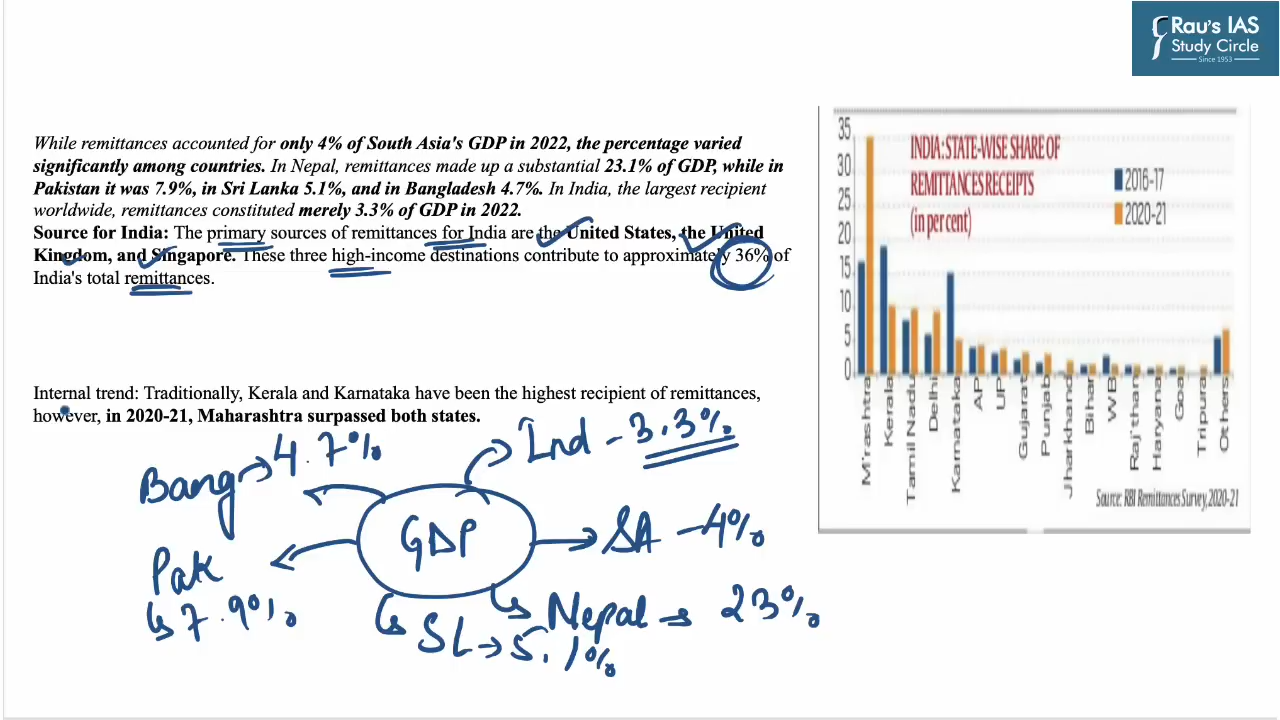 Rau's IAS
Study Circle
Since 1953
While remittances accounted for only 4% of South Asia's GDP in 2022, the percentage varied
significantly among countries. In Nepal, remittances made up a substantial 23.1% of GDP, while in
Pakistan it was 7.9%, in Sri Lanka 5.1%, and in Bangladesh 4.7%. In India, the largest recipient
worldwide, remittances constituted merely 3.3% of GDP in 2022.
Source for India: The primary sources of remittances for India are the United States, the United
Kingdom, and Singapore. These three high-income destinations contribute to approximately 36% of
India's total remittances.
Internal trend: Traditionally, Kerala and Karnataka have been the highest recipient of remittances,
however, in 2020-21, Maharashtra surpassed both states.
Bang → 4.7%
Ind - 3.3%
GDP
SA - 4%
Pak
↳ 7.9%
Nepal → 23%
SL → 5.1%
INDIA: STATE-WISE SHARE OF
REMITTANCES RECEIPTS
(in per cent)
2016-17
2020-21
35
30
25
20
15
10
5
0
M'rashtra
Kerala
Tamil Nadu
Delhi
Karnataka
AP
UP
Gujarat
Punjab
Jharkhand
Bihar
WB
Raj'than
Haryana
Goa
Tripura
Others
Source: RBI Remittances Survey, 2020-21